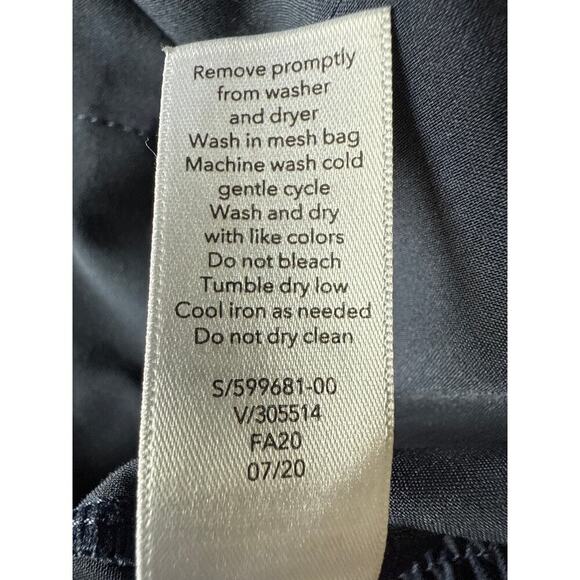 Remove promptly
from washer
and dryer
Wash in mesh bag
Machine wash cold
gentle cycle
Wash and dry
with like colors
Do not bleach
Tumble dry low
Cool iron as needed
Do not dry clean
S/599681-00
V/305514
FA20
07/20